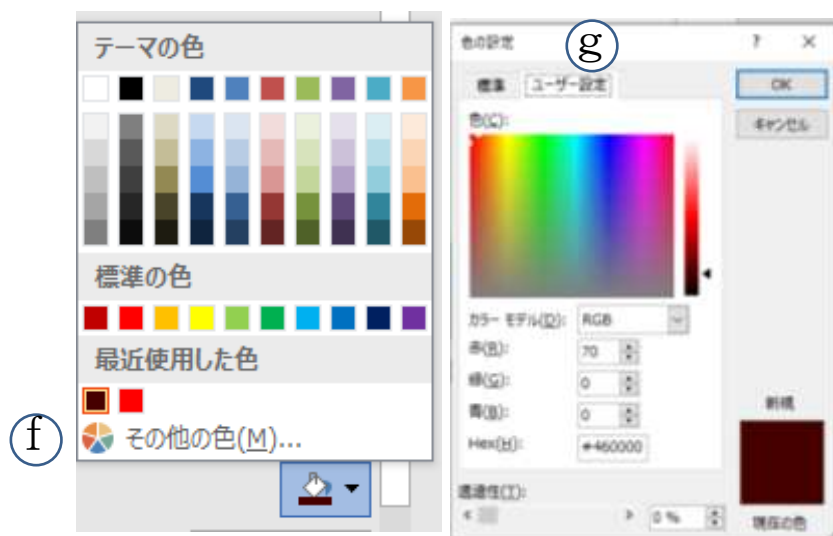 テーマの色
標準の色
最近使用した色
f
その他の色(M)...
g
色の設定
? ×
標準 ユーザー設定
OK
キャンセル
色(C):
カラー モデル(D): RGB
赤(R): 70
緑(G): 0
青(B): 0
Hex(H): #460000
新規
現在の色
透過性(T):
0 %